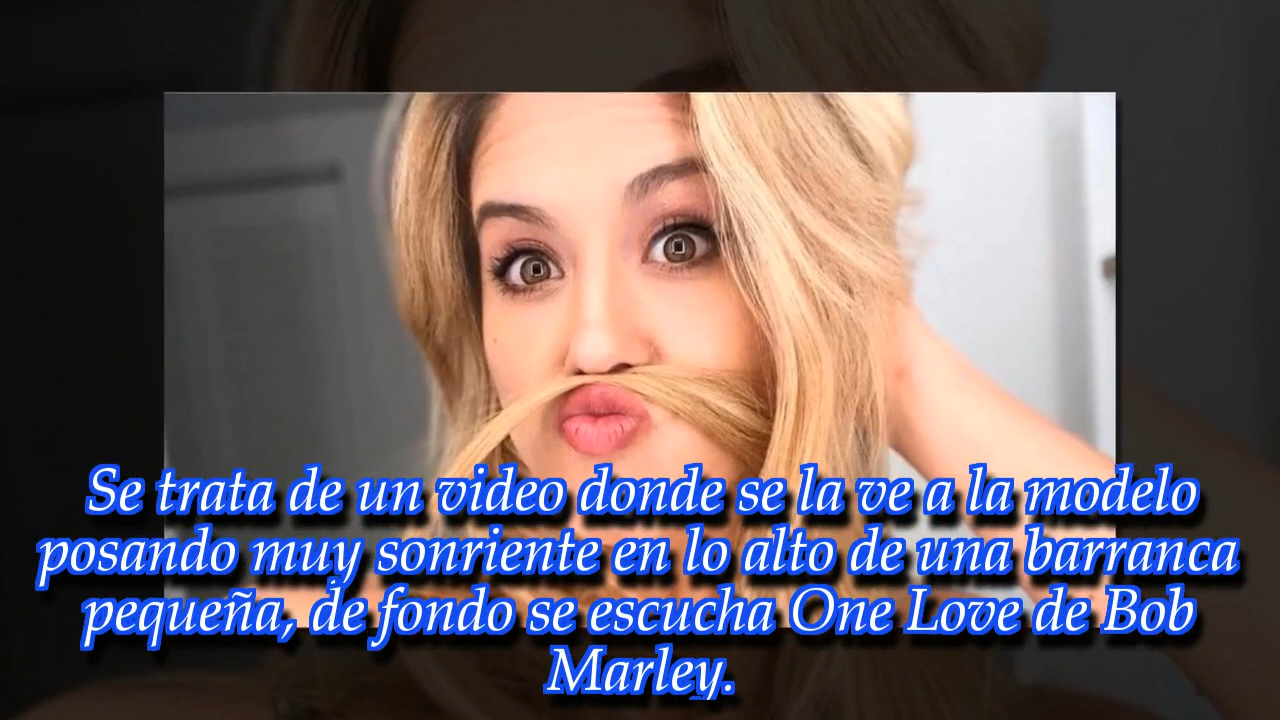 Se trata de un video donde se la ve a la modelo
posando muy sonriente en lo alto de una barranca
pequeña, de fondo se escucha One Love de Bob
Marley.